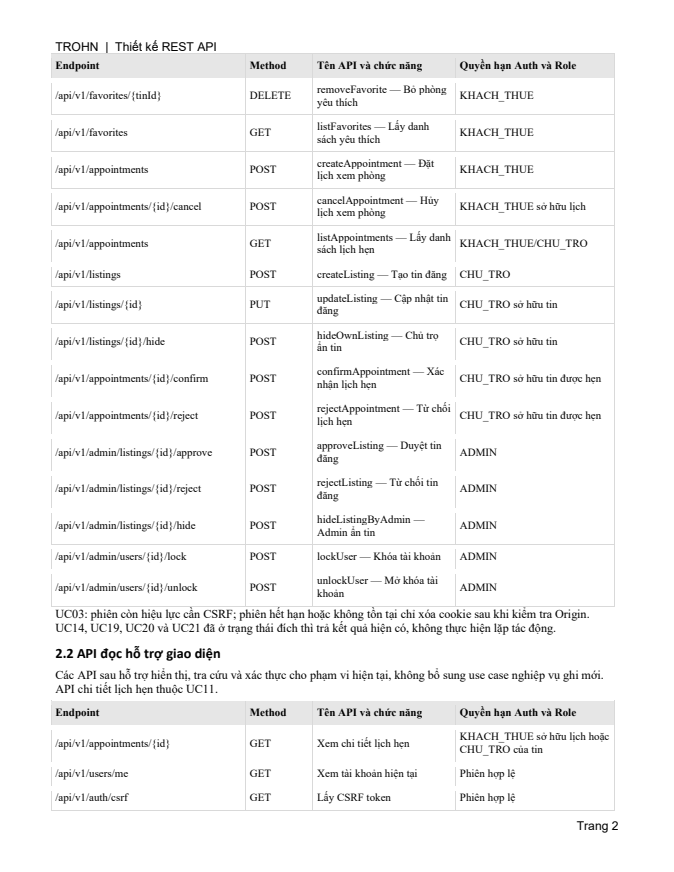 TROHN | Thiết kế REST API
Endpoint Method Tên API và chức năng Quyền hạn Auth và Role
/api/v1/favorites/{tinId} DELETE removeFavorite — Bỏ phòng yêu thích KHACH_THUE
/api/v1/favorites GET listFavorites — Lấy danh sách yêu thích KHACH_THUE
/api/v1/appointments POST createAppointment — Đặt lịch xem phòng KHACH_THUE
/api/v1/appointments/{id}/cancel POST cancelAppointment — Hủy lịch xem phòng KHACH_THUE sở hữu lịch
/api/v1/appointments GET listAppointments — Lấy danh sách lịch hẹn KHACH_THUE/CHU_TRO
/api/v1/listings POST createListing — Tạo tin đăng CHU_TRO
/api/v1/listings/{id} PUT updateListing — Cập nhật tin đăng CHU_TRO sở hữu tin
/api/v1/listings/{id}/hide POST hideOwnListing — Chủ trọ ẩn tin CHU_TRO sở hữu tin
/api/v1/appointments/{id}/confirm POST confirmAppointment — Xác nhận lịch hẹn CHU_TRO sở hữu tin được hẹn
/api/v1/appointments/{id}/reject POST rejectAppointment — Từ chối lịch hẹn CHU_TRO sở hữu tin được hẹn
/api/v1/admin/listings/{id}/approve POST approveListing — Duyệt tin đăng ADMIN
/api/v1/admin/listings/{id}/reject POST rejectListing — Từ chối tin đăng ADMIN
/api/v1/admin/listings/{id}/hide POST hideListingByAdmin — Admin ẩn tin ADMIN
/api/v1/admin/users/{id}/lock POST lockUser — Khóa tài khoản ADMIN
/api/v1/admin/users/{id}/unlock POST unlockUser — Mở khóa tài khoản ADMIN
UC03: phiên còn hiệu lực cần CSRF; phiên hết hạn hoặc không tồn tại chỉ xóa cookie sau khi kiểm tra Origin.
UC14, UC19, UC20 và UC21 đã ở trạng thái đích thì trả kết quả hiện có, không thực hiện lặp tác động.
2.2 API đọc hỗ trợ giao diện
Các API sau hỗ trợ hiển thị, tra cứu và xác thực cho phạm vi hiện tại, không bổ sung use case nghiệp vụ ghi mới.
API chi tiết lịch hẹn thuộc UC11.
Endpoint Method Tên API và chức năng Quyền hạn Auth và Role
/api/v1/appointments/{id} GET Xem chi tiết lịch hẹn KHACH_THUE sở hữu lịch hoặc CHU_TRO của tin
/api/v1/users/me GET Xem tài khoản hiện tại Phiên hợp lệ
/api/v1/auth/csrf GET Lấy CSRF token Phiên hợp lệ
Trang 2